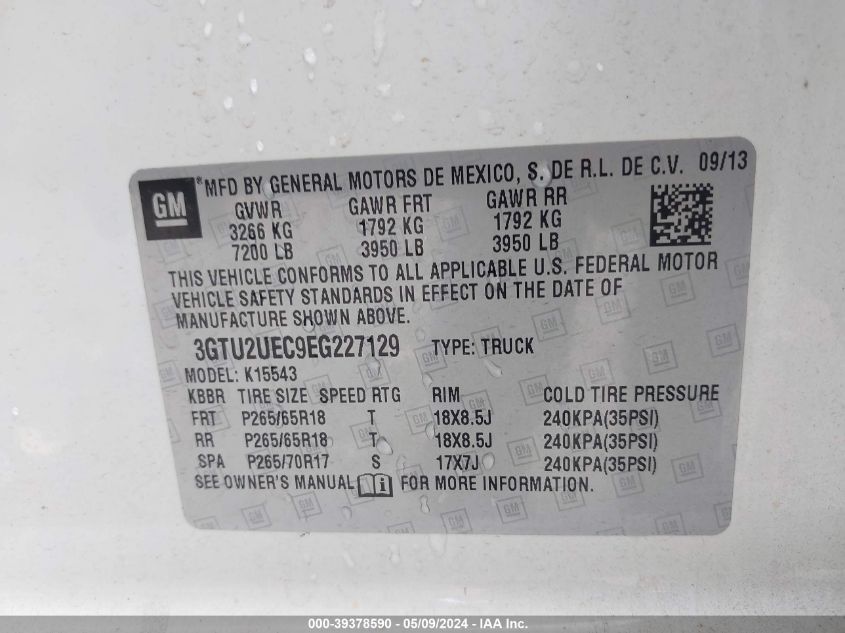 GM ® MFD BY GENERAL MOTORS DE MEXICO, S. DE R.L. DE C.V. 09/13
GVWR GAWR FRT GAWR RR
3266 KG 1792 KG 1792 KG
7200 LB 3950 LB 3950 LB
THIS VEHICLE CONFORMS TO ALL APPLICABLE U.S. FEDERAL MOTOR
VEHICLE SAFETY STANDARDS IN EFFECT ON THE DATE OF
MANUFACTURE SHOWN ABOVE.
3GTU2UEC9EG227129 TYPE: TRUCK
MODEL: K15543
KBBR TIRE SIZE SPEED RTG RIM COLD TIRE PRESSURE
FRT P265/65R18 T 18X8.5J 240KPA(35PSI)
RR P265/65R18 T 18X8.5J 240KPA(35PSI)
SPA P265/70R17 S 17X7J 240KPA(35PSI)
SEE OWNER'S MANUAL FOR MORE INFORMATION.
000-39378590 - 05/09/2024 - IAA Inc.